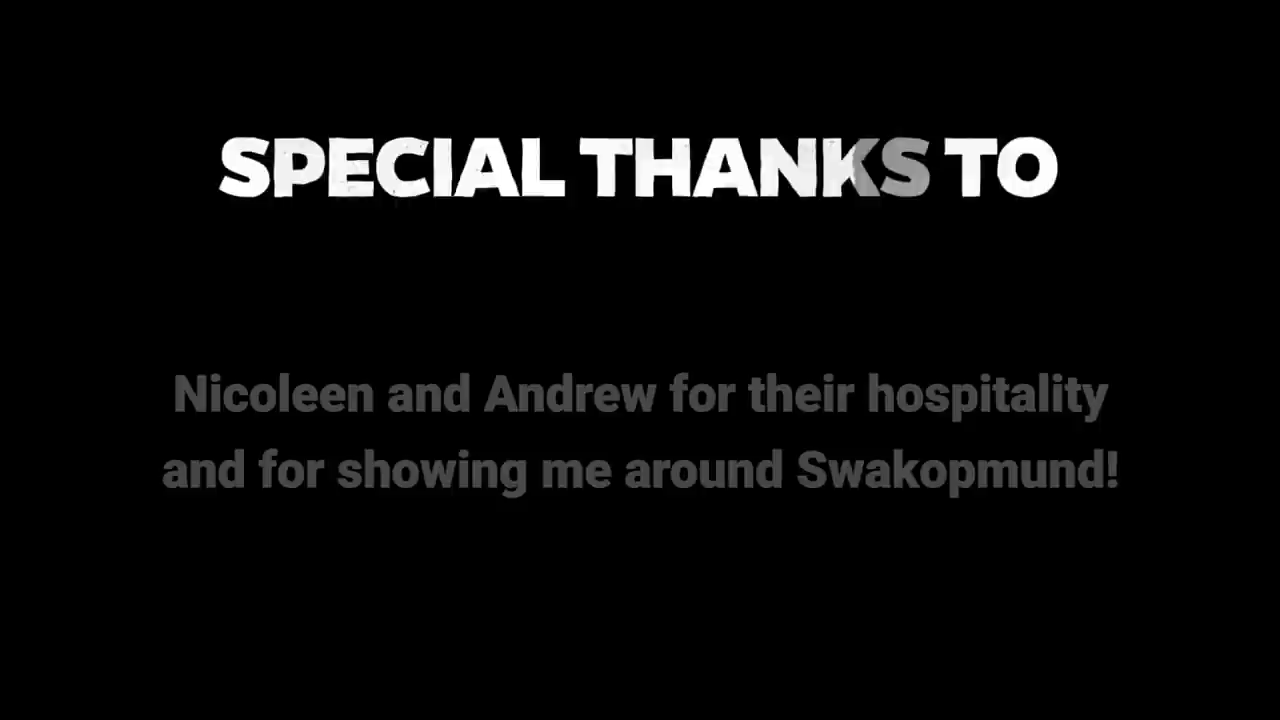 SPECIAL THANKS TO
Nicoleen and Andrew for their hospitality
and for showing me around Swakopmund!